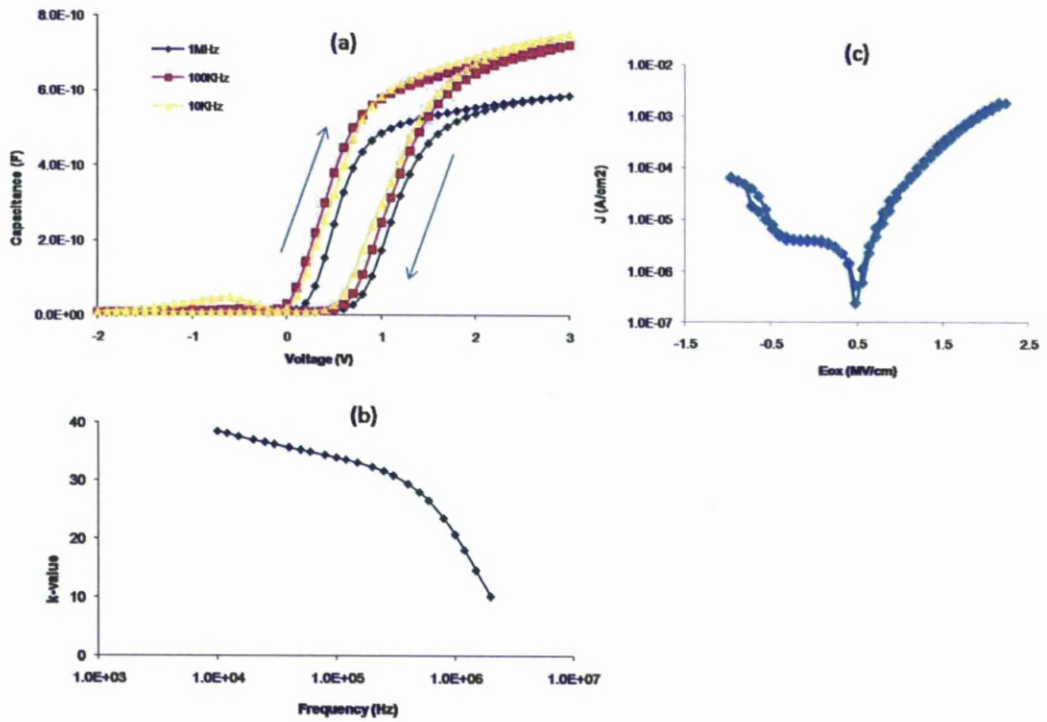 (a)
8.0E-10
6.0E-10
4.0E-10
2.0E-10
0.0E+00
Capacitance (F)
1MHz
100KHz
10KHz
-2
-1
0
1
2
3
Voltage (V)
(c)
1.0E-02
1.0E-03
1.0E-04
1.0E-05
1.0E-06
1.0E-07
J (A/cm2)
-1.5
-0.5
0.5
1.5
2.5
Eox (MV/cm)
(b)
40
30
20
10
0
k-value
1.0E+03
1.0E+04
1.0E+05
1.0E+06
1.0E+07
Frequency (Hz)